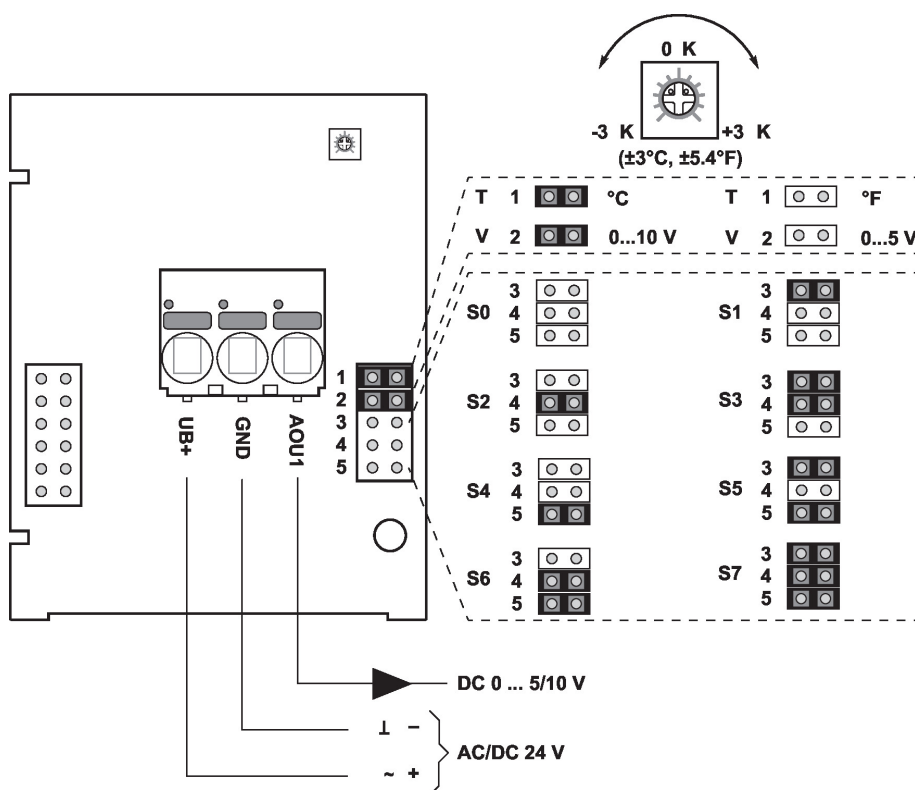 0 K
-3 K +3 K
(±3°C, ±5.4°F)
T 1 °C T 1 °F
V 2 0...10 V V 2 0...5 V
S0 3 4 5 S1 3 4 5
S2 3 4 5 S3 3 4 5
S4 3 4 5 S5 3 4 5
S6 3 4 5 S7 3 4 5
1
2
3
4
5
UB+
GND
AOU1
DC 0 ... 5/10 V
⊥ –
AC/DC 24 V
~ +